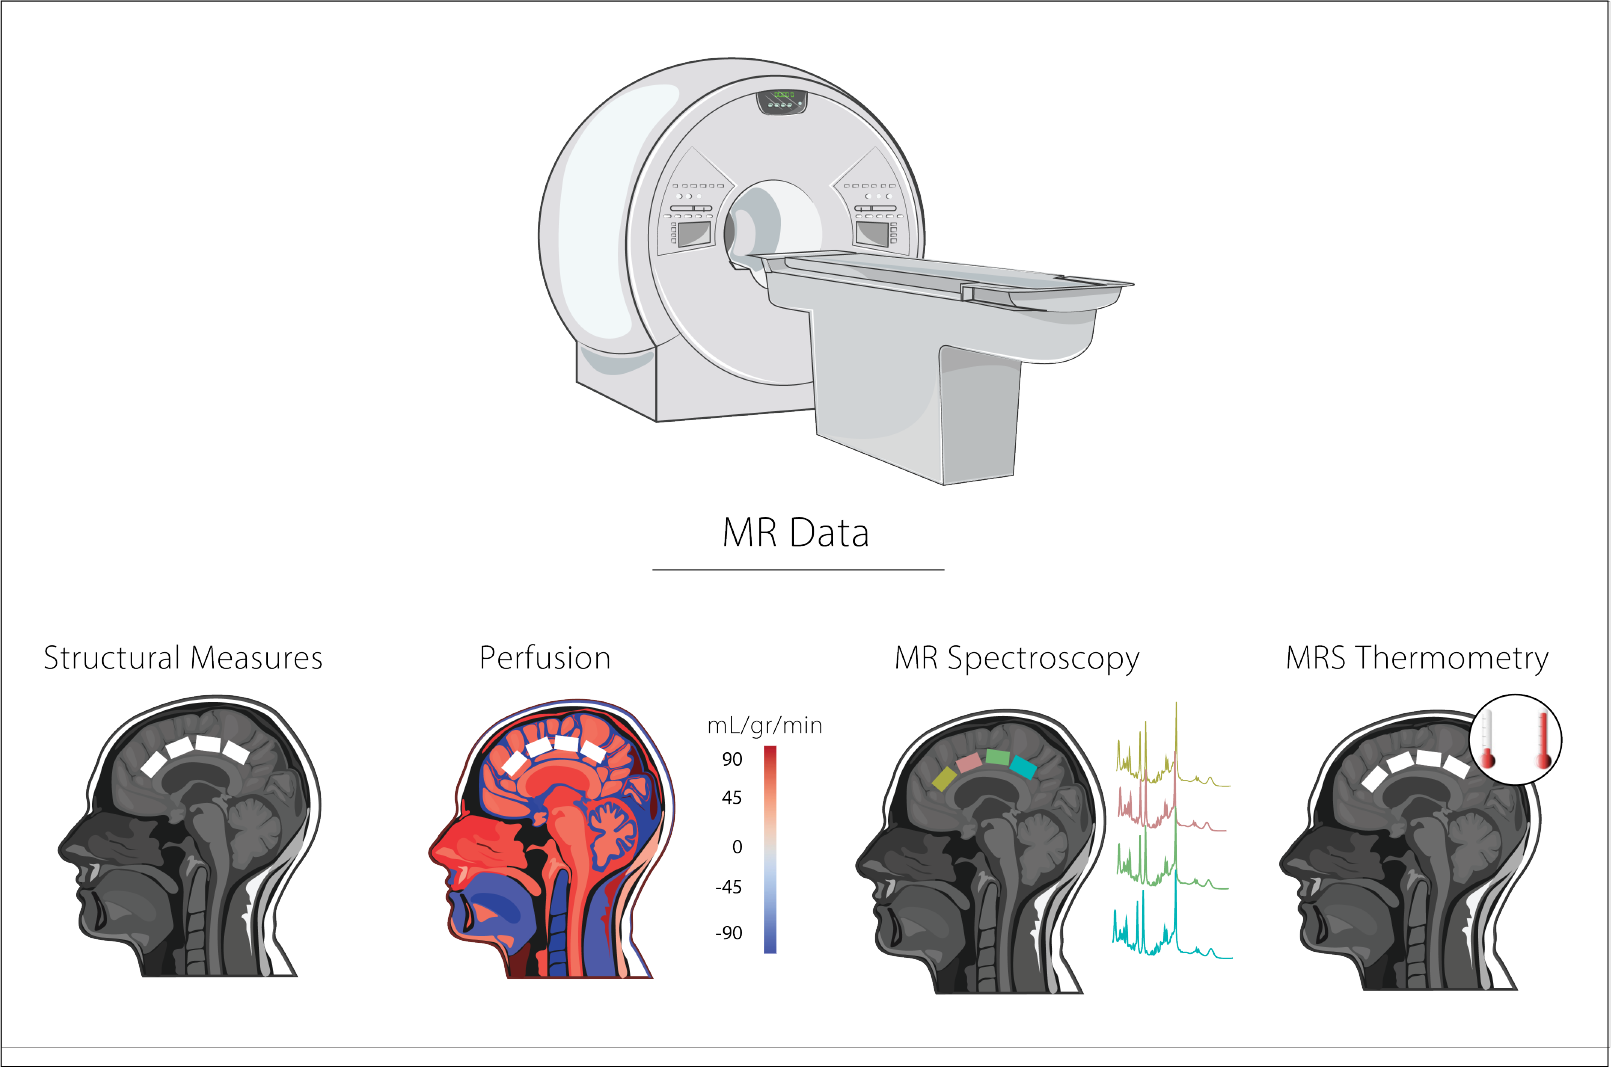 MR Data
Structural Measures
Perfusion
MR Spectroscopy
MRS Thermometry
mL/gr/min
90
45
0
-45
-90